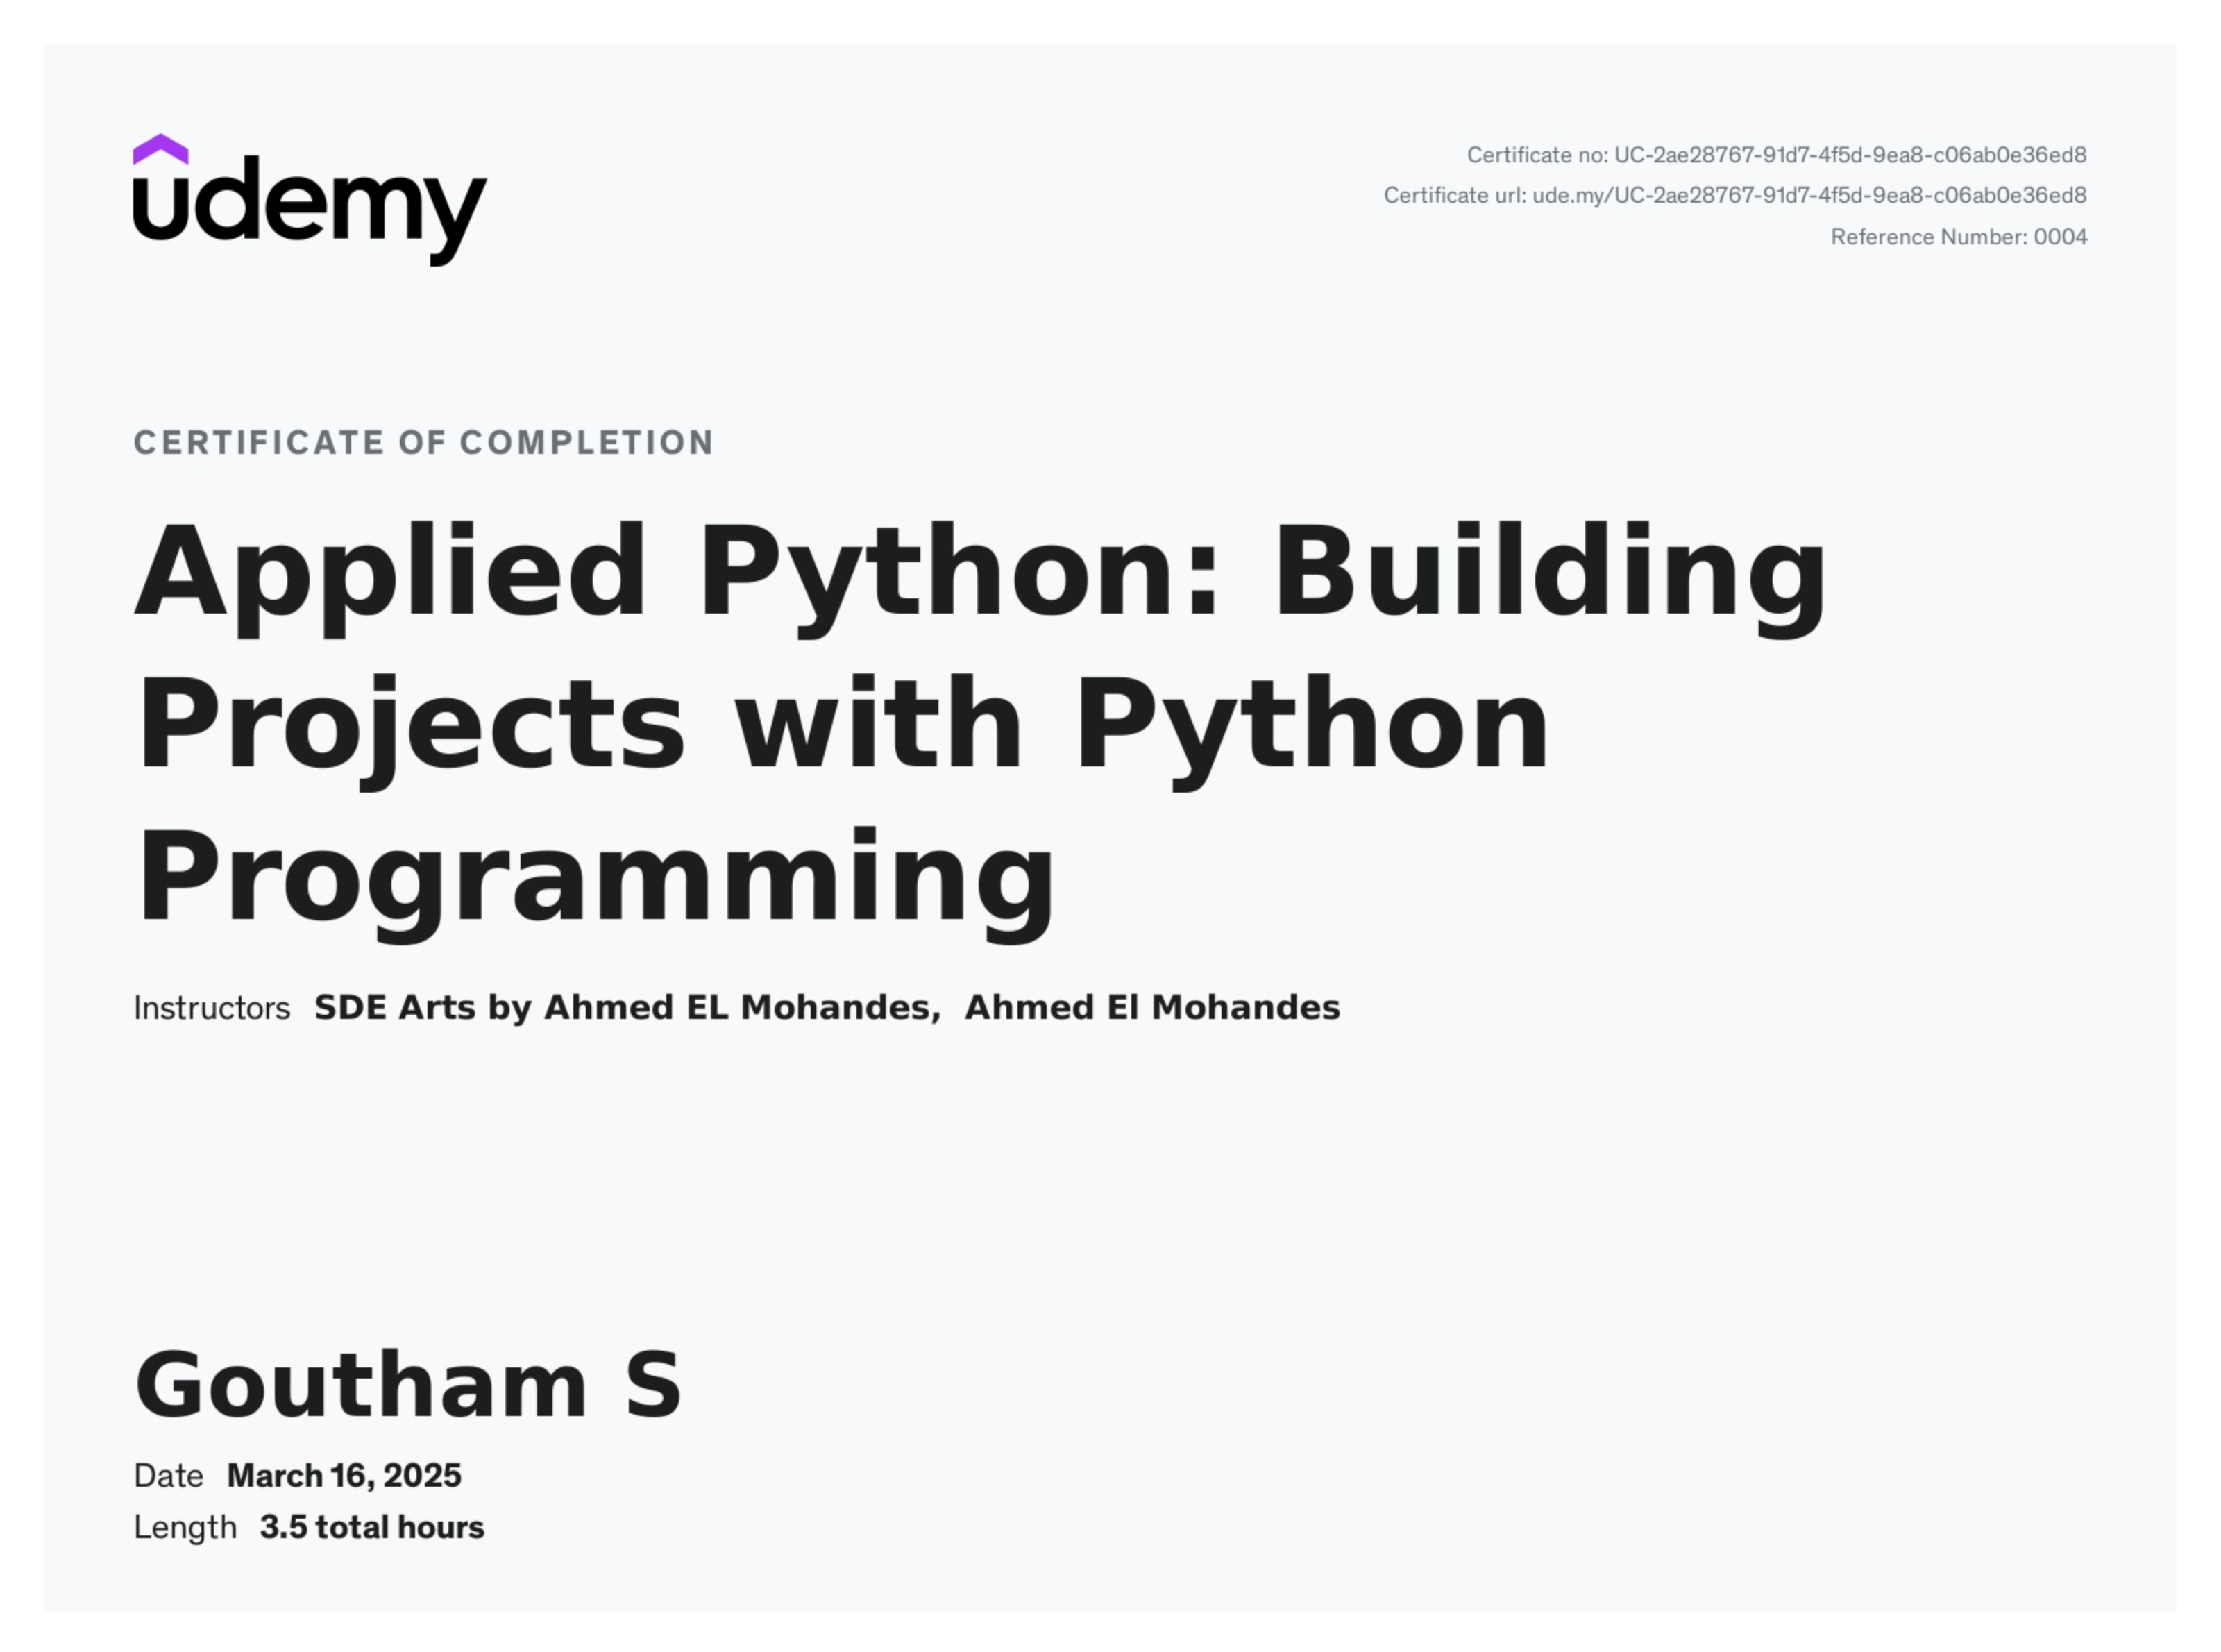 udemy
Certificate no: UC-2ae28767-91d7-4f5d-9ea8-c06ab0e36ed8
Certificate url: ude.my/UC-2ae28767-91d7-4f5d-9ea8-c06ab0e36ed8
Reference Number: 0004
CERTIFICATE OF COMPLETION
Applied Python: Building
Projects with Python
Programming
Instructors SDE Arts by Ahmed EL Mohandes, Ahmed El Mohandes
Goutham S
Date March 16, 2025
Length 3.5 total hours